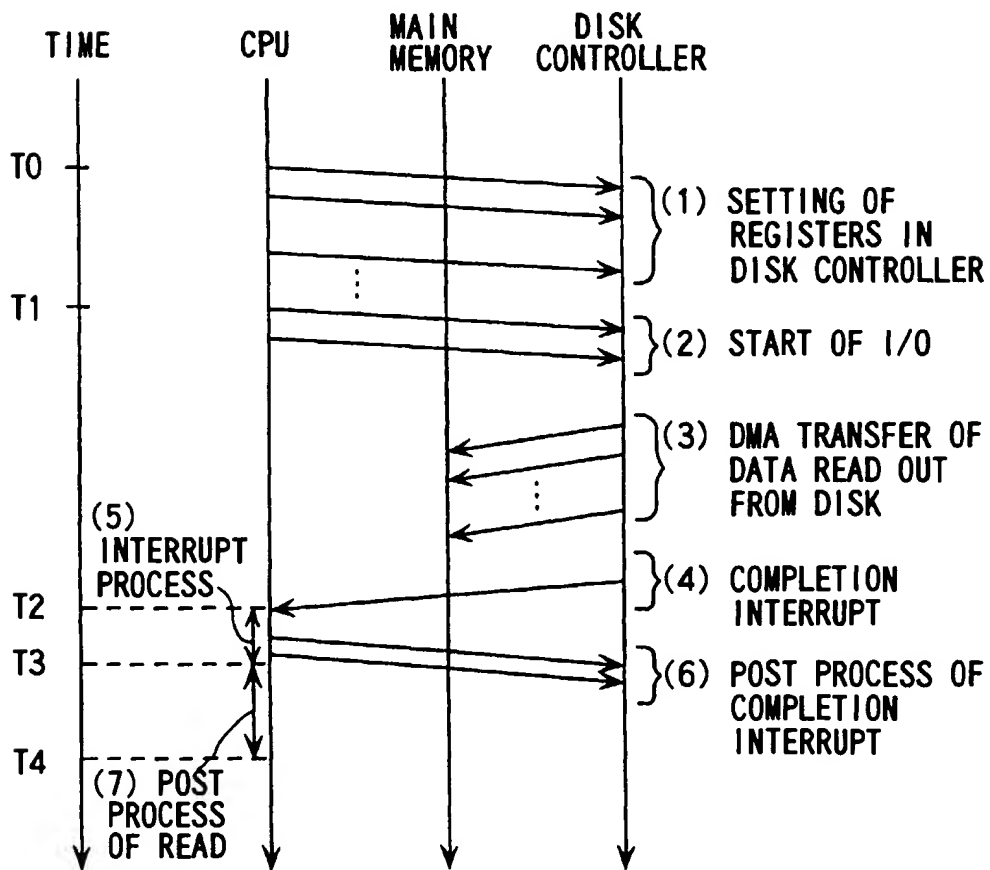 TIME
CPU
MAIN
MEMORY
DISK
CONTROLLER
T0
(1) SETTING OF
REGISTERS IN
DISK CONTROLLER
T1
(2) START OF I/O
(3) DMA TRANSFER OF
DATA READ OUT
FROM DISK
(5)
INTERRUPT
PROCESS
(4) COMPLETION
INTERRUPT
T2
T3
(6) POST PROCESS OF
COMPLETION
INTERRUPT
T4
(7) POST
PROCESS
OF READ